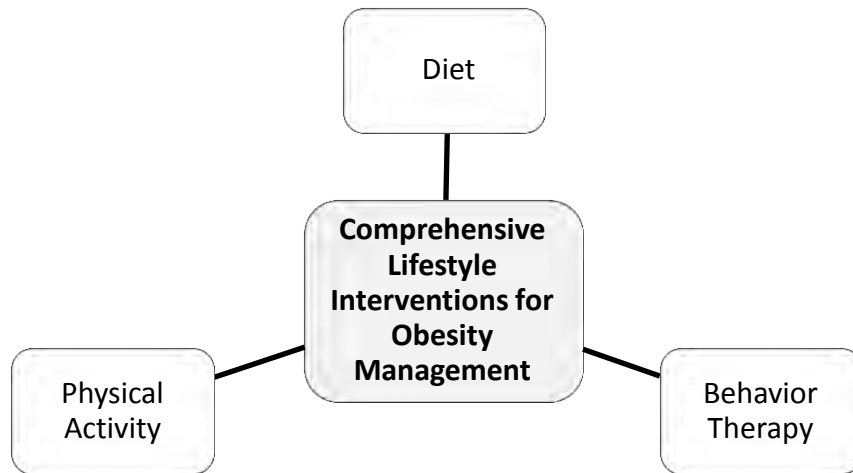 Diet
Comprehensive
Lifestyle
Interventions for
Obesity
Management
Physical
Activity
Behavior
Therapy